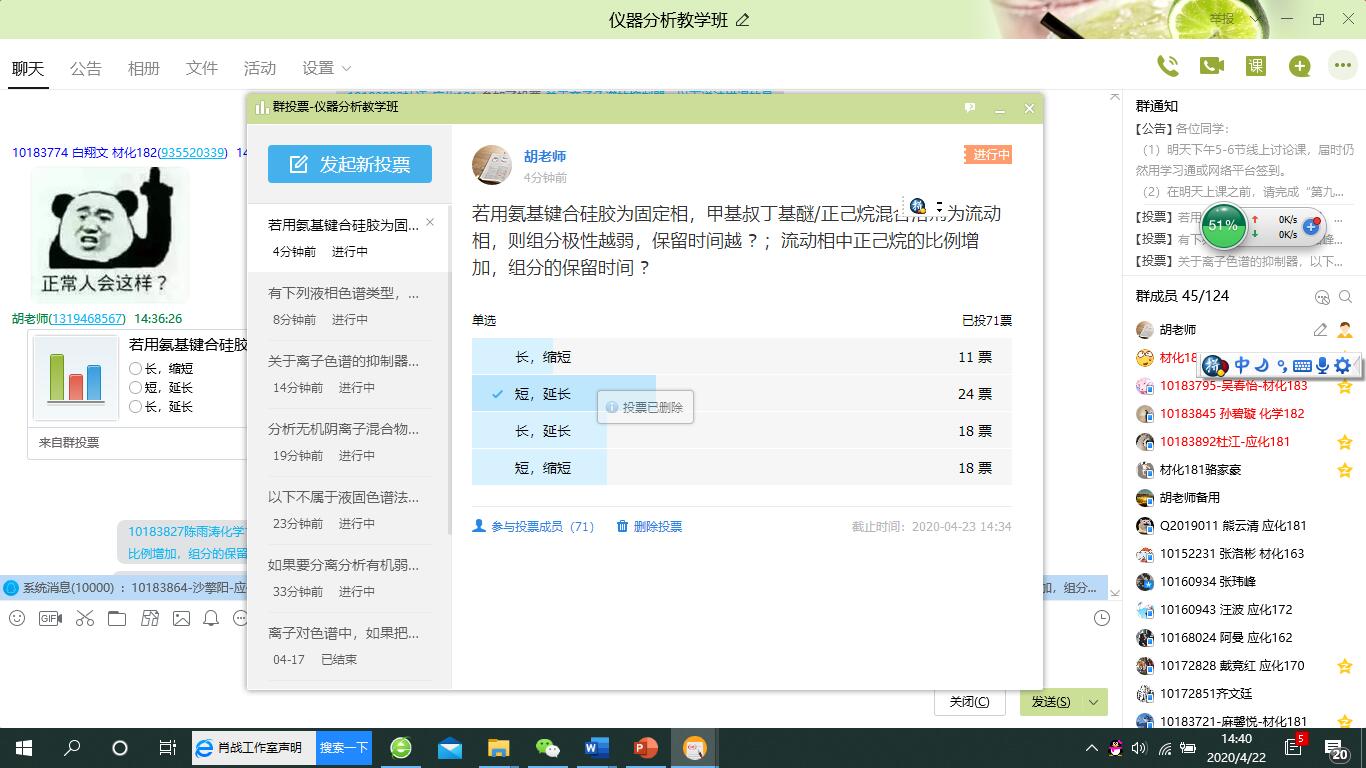 仪器分析教学班
举报
聊天 公告 相册 文件 活动 设置
10183774 白翔文 材化182(935520339) 14
正常人会这样？
胡老师(1319468567) 14:36:26
若用氨基键合硅胶
长，缩短
短，延长
长，延长
来自群投票
10183827陈雨涛化学
比例增加，组分的保留
系统消息(10000) ：10183864-沙擎阳-应
加，组分...
关闭(C) 发送(S)
群投票-仪器分析教学班
发起新投票
若用氨基键合硅胶为固...
4分钟前 进行中
有下列液相色谱类型，...
8分钟前 进行中
关于离子色谱的抑制器...
14分钟前 进行中
分析无机阴离子混合物...
19分钟前 进行中
以下不属于液固色谱法...
23分钟前 进行中
如果要分离分析有机弱...
33分钟前 进行中
离子对色谱中，如果把...
04-17 已结束
胡老师
4分钟前
进行中
若用氨基键合硅胶为固定相，甲基叔丁基醚/正己烷混合溶剂为流动
相，则组分极性越弱，保留时间越？；流动相中正己烷的比例增
加，组分的保留时间？
单选 已投71票
长，缩短 11 票
短，延长 24 票
长，延长 18 票
短，缩短 18 票
投票已删除
参与投票成员（71） 删除投票 截止时间：2020-04-23 14:34
课
群通知
【公告】各位同学：
（1）明天下午5-6节线上讨论课，届时仍
然用学习通或网络平台签到。
（2）在明天上课之前，请完成“第九...
【投票】若用
【投票】有下
【投票】关于离子色谱的抑制器，以下...
51% 0K/s
0K/s
群成员 45/124
胡老师
材化18
拼 中
10183795-吴春怡-材化183
10183845 孙碧璇 化学182
10183892杜江-应化181
材化181骆家豪
胡老师备用
Q2019011 熊云清 应化181
10152231 张洛彬 材化163
10160934 张玮峰
10160943 汪波 应化172
10168024 阿曼 应化162
10172828 戴竞红 应化170
10172851齐文廷
10183721-麻馨悦-材化181
肖战工作室声明 搜索一下
14:40
2020/4/22
5
20